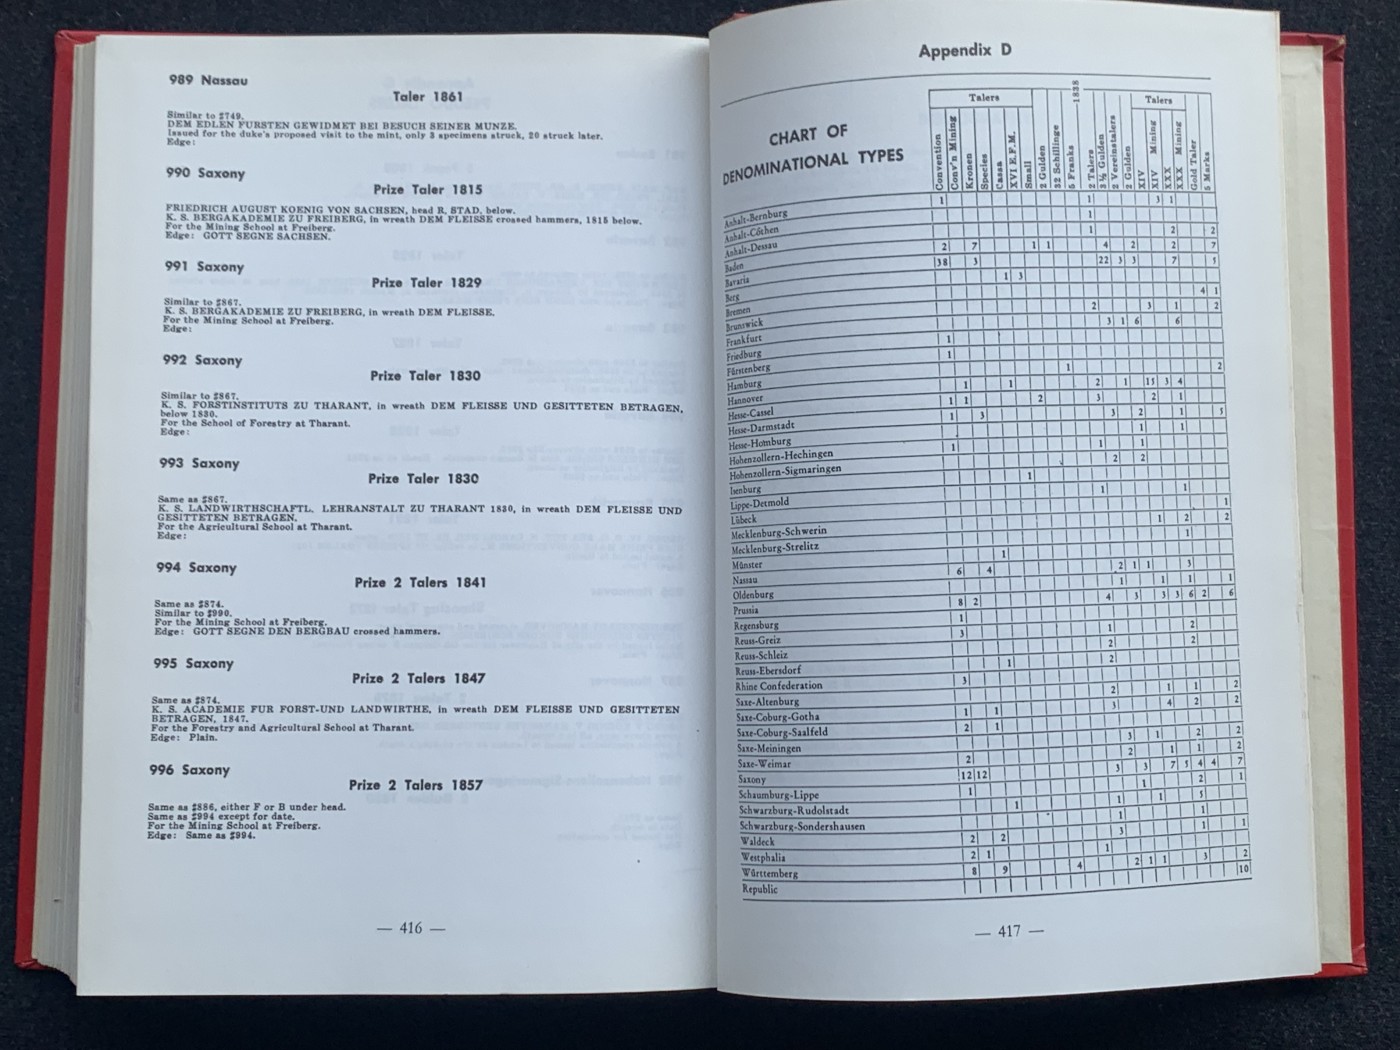 989 Nassau
Taler 1861
Similar to $749.
DEM EDLEN FURSTEN GEWIDMET BEI BESUCH SEINER MUNZE.
Issued for the duke's proposed visit to the mint, only 3 specimens struck, 20 struck later.
Edge:
990 Saxony
Prize Taler 1815
FRIEDRICH AUGUST KOENIG VON SACHSEN, head R, STAD, below.
K. S. BERGAKADEMIE ZU FREIBERG, in wreath DEM FLEISSE crossed hammers, 1815 below.
For the Mining School at Freiberg.
Edge: GOTT SEGNE SACHSEN.
991 Saxony
Prize Taler 1829
Similar to $867.
K. S. BERGAKADEMIE ZU FREIBERG, in wreath DEM FLEISSE.
For the Mining School at Freiberg.
Edge:
992 Saxony
Prize Taler 1830
Similar to $867.
K. S. FORSTINSTITUTS ZU THARANT, in wreath DEM FLEISSE UND GESITTETEN BETRAGEN,
below 1830.
For the School of Forestry at Tharant.
Edge:
993 Saxony
Prize Taler 1830
Same as $867.
K. S. LANDWIRTHSCHAFTL. LEHRANSTALT ZU THARANT 1830, in wreath DEM FLEISSE UND
GESITTETEN BETRAGEN.
For the Agricultural School at Tharant.
Edge:
994 Saxony
Prize 2 Talers 1841
Same as $874.
Similar to $990.
For the Mining School at Freiberg.
Edge: GOTT SEGNE DEN BERGBAU crossed hammers.
995 Saxony
Prize 2 Talers 1847
Same as $874.
K. S. ACADEMIE FUR FORST-UND LANDWIRTHE, in wreath DEM FLEISSE UND GESITTETEN
BETRAGEN, 1847.
For the Forestry and Agricultural School at Tharant.
Edge: Plain.
996 Saxony
Prize 2 Talers 1857
Same as $886, either F or B under head.
Same as $994 except for date.
For the Mining School at Freiberg.
Edge: Same as $994.
— 416 —
Appendix D
CHART OF
DENOMINATIONAL TYPES
Talers
Talers
Convention
Conv'n Mining
Kronen
Species
Cassa
XVI E.F.M.
Small
2 Gulden
32 Schillinge
5 Franks
1838
2 Talers
3 ½ Gulden
2 Vereinstalers
2 Gulden
XIV
XIV Mining
XXX
XXX Mining
Gold Taler
5 Marks
Anhalt-Bernburg
Anhalt-Cöthen
Anhalt-Dessau
Baden
Bavaria
Berg
Bremen
Brunswick
Frankfurt
Friedburg
Fürstenberg
Hamburg
Hannover
Hesse-Cassel
Hesse-Darmstadt
Hesse-Homburg
Hohenzollern-Hechingen
Hohenzollern-Sigmaringen
Isenburg
Lippe-Detmold
Lübeck
Mecklenburg-Schwerin
Mecklenburg-Strelitz
Münster
Nassau
Oldenburg
Prussia
Regensburg
Reuss-Greiz
Reuss-Schleiz
Reuss-Ebersdorf
Rhine Confederation
Saxe-Altenburg
Saxe-Coburg-Gotha
Saxe-Coburg-Saalfeld
Saxe-Meiningen
Saxe-Weimar
Saxony
Schaumburg-Lippe
Schwarzburg-Rudolstadt
Schwarzburg-Sondershausen
Waldeck
Westphalia
Württemberg
Republic
— 417 —